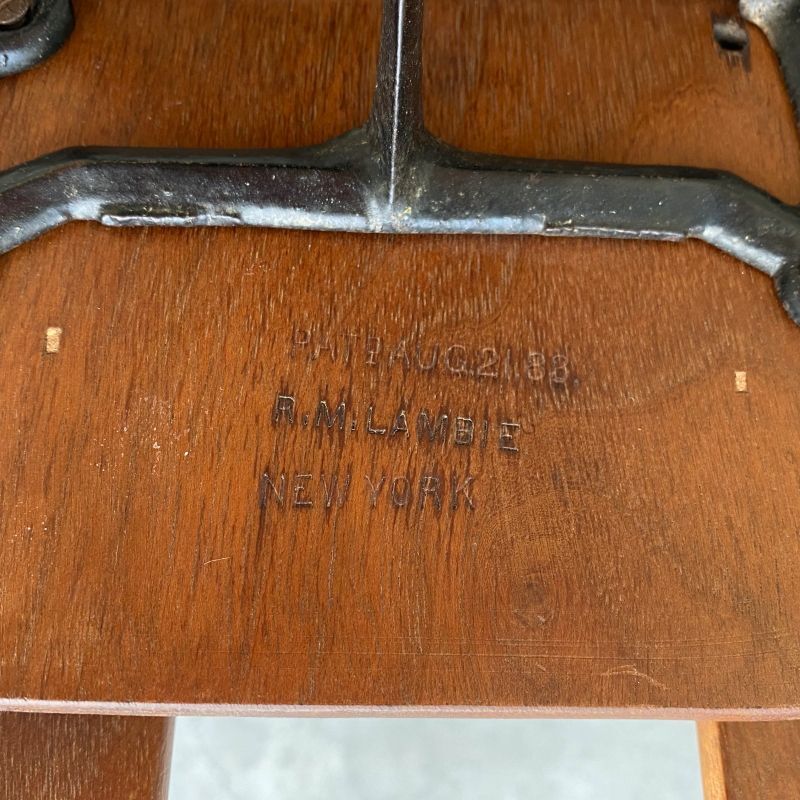 PAT'D AUG.21.88.
R.M.LAMBIE
NEW YORK